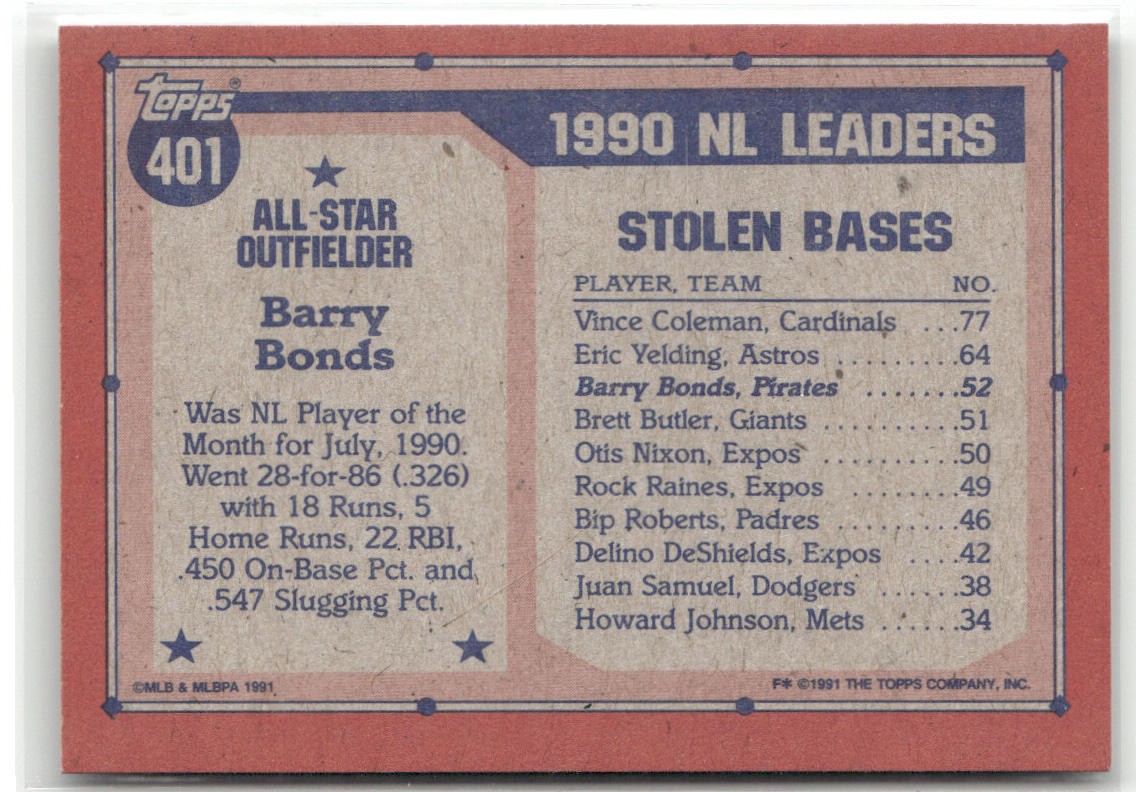 Topps®
401
ALL-STAR
OUTFIELDER
Barry
Bonds
Was NL Player of the
Month for July, 1990.
Went 28-for-86 (.326)
with 18 Runs, 5
Home Runs, 22 RBI,
.450 On-Base Pct. and
.547 Slugging Pct.
1990 NL LEADERS
STOLEN BASES
PLAYER, TEAM NO.
Vince Coleman, Cardinals ...77
Eric Yelding, Astros .........64
Barry Bonds, Pirates .......52
Brett Butler, Giants ..........51
Otis Nixon, Expos ..........50
Rock Raines, Expos ........49
Bip Roberts, Padres .........46
Delino DeShields, Expos ....42
Juan Samuel, Dodgers ......38
Howard Johnson, Mets ......34
©MLB & MLBPA 1991
F* ©1991 THE TOPPS COMPANY, INC.